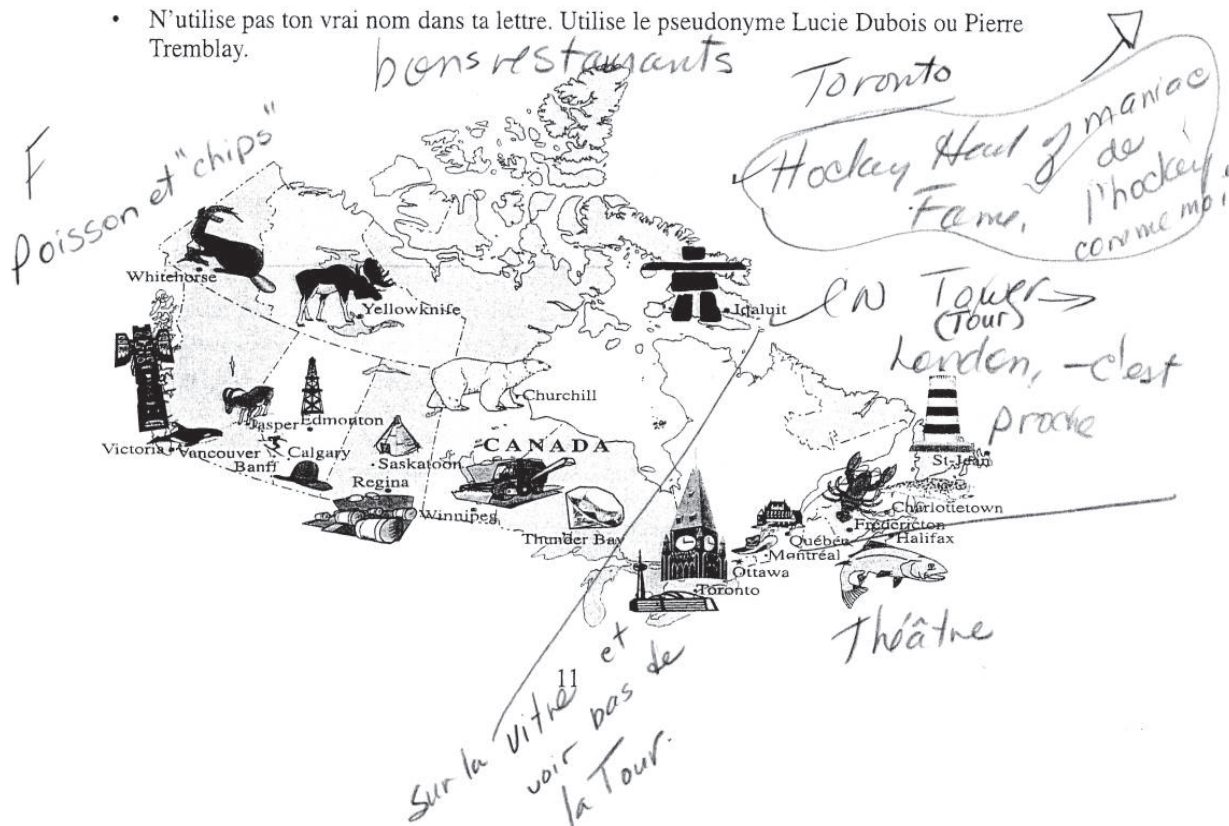 • N'utilise pas ton vrai nom dans ta lettre. Utilise le pseudonyme Lucie Dubois ou Pierre
Tremblay.
bons restaurants
Toronto
F
Poisson et "chips"
Hockey Heul of
Fame.
maniac
de
l'hockey,
comme moi
CN Tower
(Tour)
London, - c'est
proche
Whitehorse
Yellowknife
Iqaluit
Churchill
Jasper
Edmonton
Victoria
Vancouver
Banff
Calgary
Saskatoon
CANADA
Regina
Winnipeg
Thunder Bay
St-Jean
Charlottetown
Fredericton
Halifax
Québec
Montréal
Ottawa
Toronto
Théâtre
11
sur la vitre et
voir bas de
la Tour.